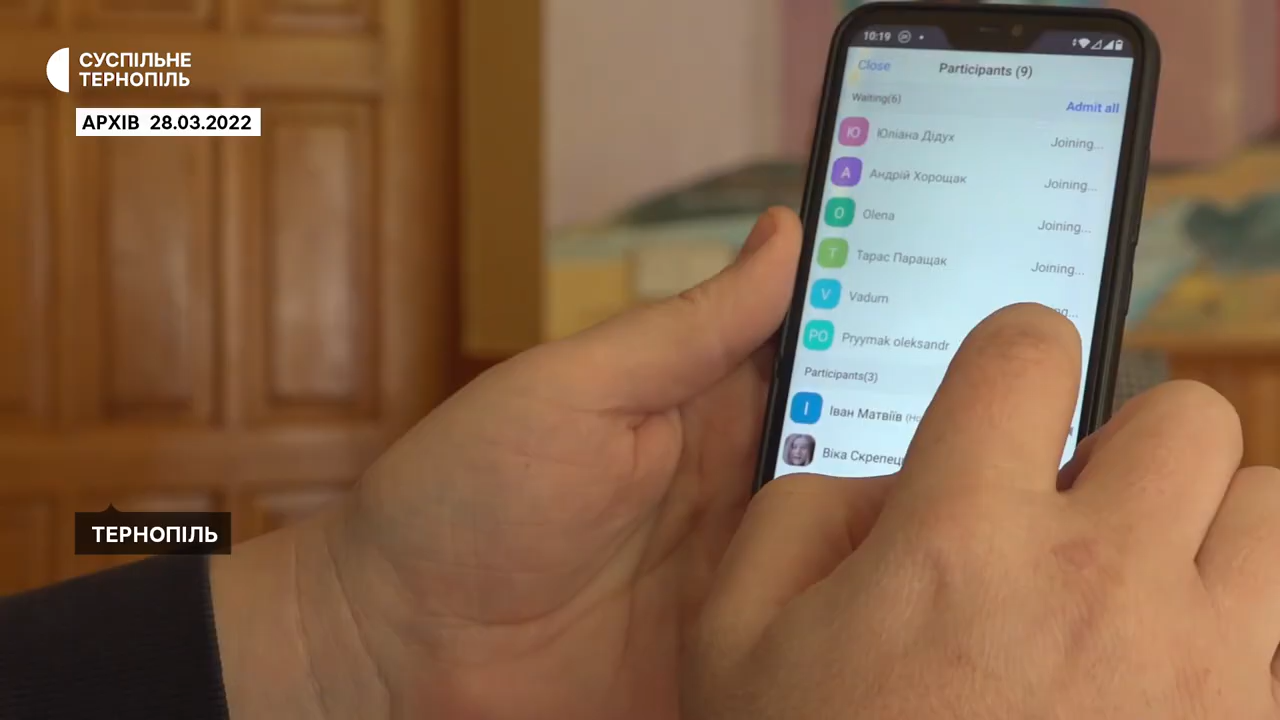 СУСПІЛЬНЕ
ТЕРНОПІЛЬ
АРХІВ 28.03.2022
10:19
Close
Participants (9)
Waiting(6)
Admit all
Ю Юліана Дідух Joining...
А Андрій Хорощак Joining...
O Olena Joining...
Т Тарас Паращак Joining...
V Vadum
PO Pryymak oleksandr
Participants(3)
І Іван Матвіїв
Віка
ТЕРНОПІЛЬ